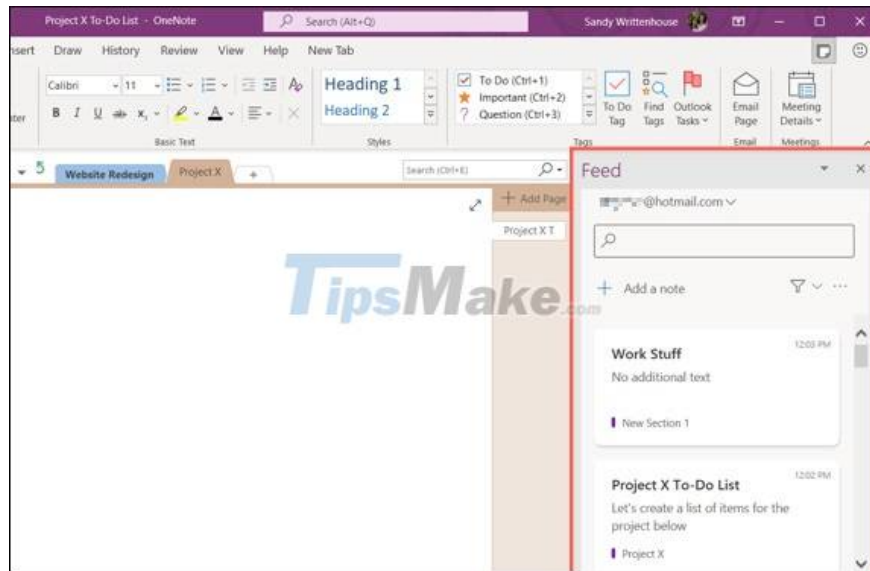 Project X To-Do List - OneNote
Search (Alt+Q)
Sandy Writtenhouse
Draw History Review View Help New Tab
Calibri 11
Heading 1
Heading 2
To Do (Ctrl+1)
Important (Ctrl+2)
Question (Ctrl+3)
To Do Tag
Find Tags
Outlook Tasks
Email Page
Meeting Details
Basic Text Styles Tags Email Meetings
Website Redesign Project X
Search (Ctrl+E)
Add Page
Project X T
TipsMake.com
Feed
@hotmail.com
Add a note
Work Stuff 12:03 PM
No additional text
New Section 1
Project X To-Do List 12:02 PM
Let's create a list of items for the
project below
Project X